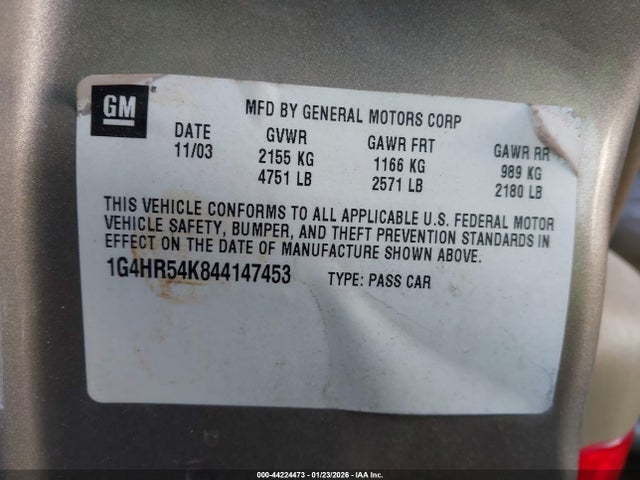 GM
MFD BY GENERAL MOTORS CORP
DATE GVWR GAWR FRT GAWR RR
11/03 2155 KG 1166 KG 989 KG
4751 LB 2571 LB 2180 LB
THIS VEHICLE CONFORMS TO ALL APPLICABLE U.S. FEDERAL MOTOR
VEHICLE SAFETY, BUMPER, AND THEFT PREVENTION STANDARDS IN
EFFECT ON THE DATE OF MANUFACTURE SHOWN ABOVE.
1G4HR54K844147453 TYPE: PASS CAR
000-44224473 - 01/23/2026 - IAA Inc.